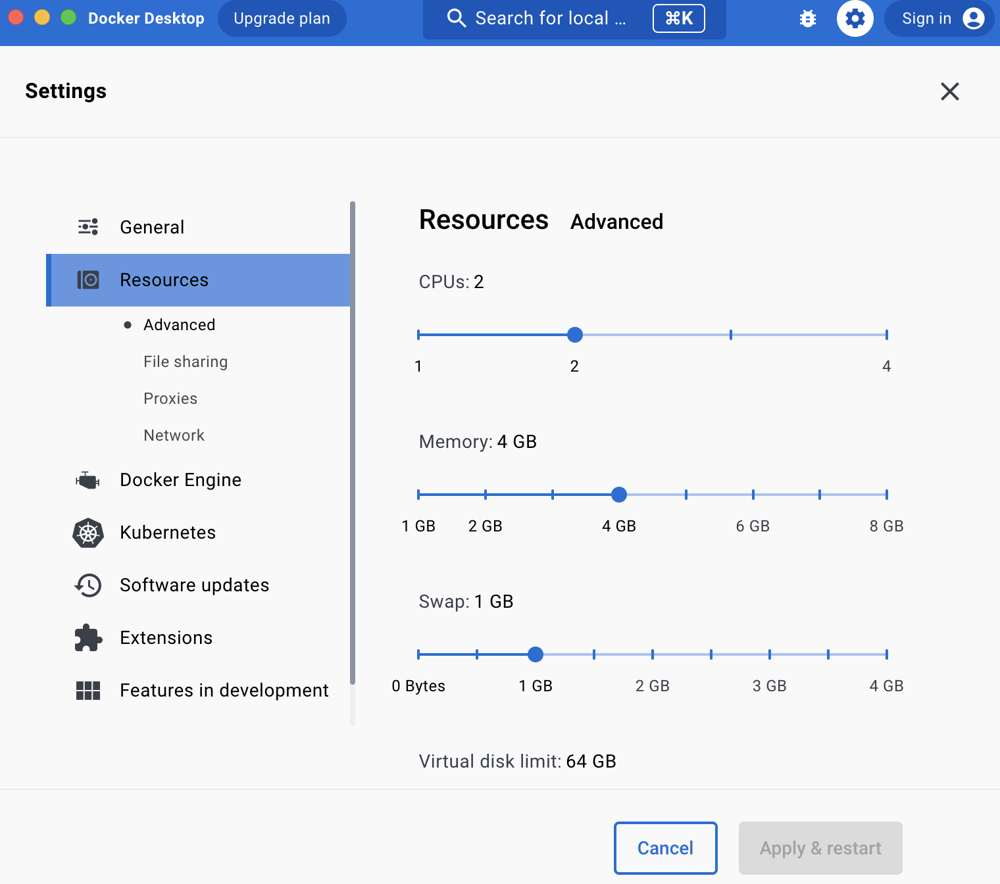 Docker Desktop Upgrade plan Search for local ... ⌘K Sign in
Settings
General
Resources
Advanced
File sharing
Proxies
Network
Docker Engine
Kubernetes
Software updates
Extensions
Features in development
Resources Advanced
CPUs: 2
1 2 4
Memory: 4 GB
1 GB 2 GB 4 GB 6 GB 8 GB
Swap: 1 GB
0 Bytes 1 GB 2 GB 3 GB 4 GB
Virtual disk limit: 64 GB
Cancel Apply & restart